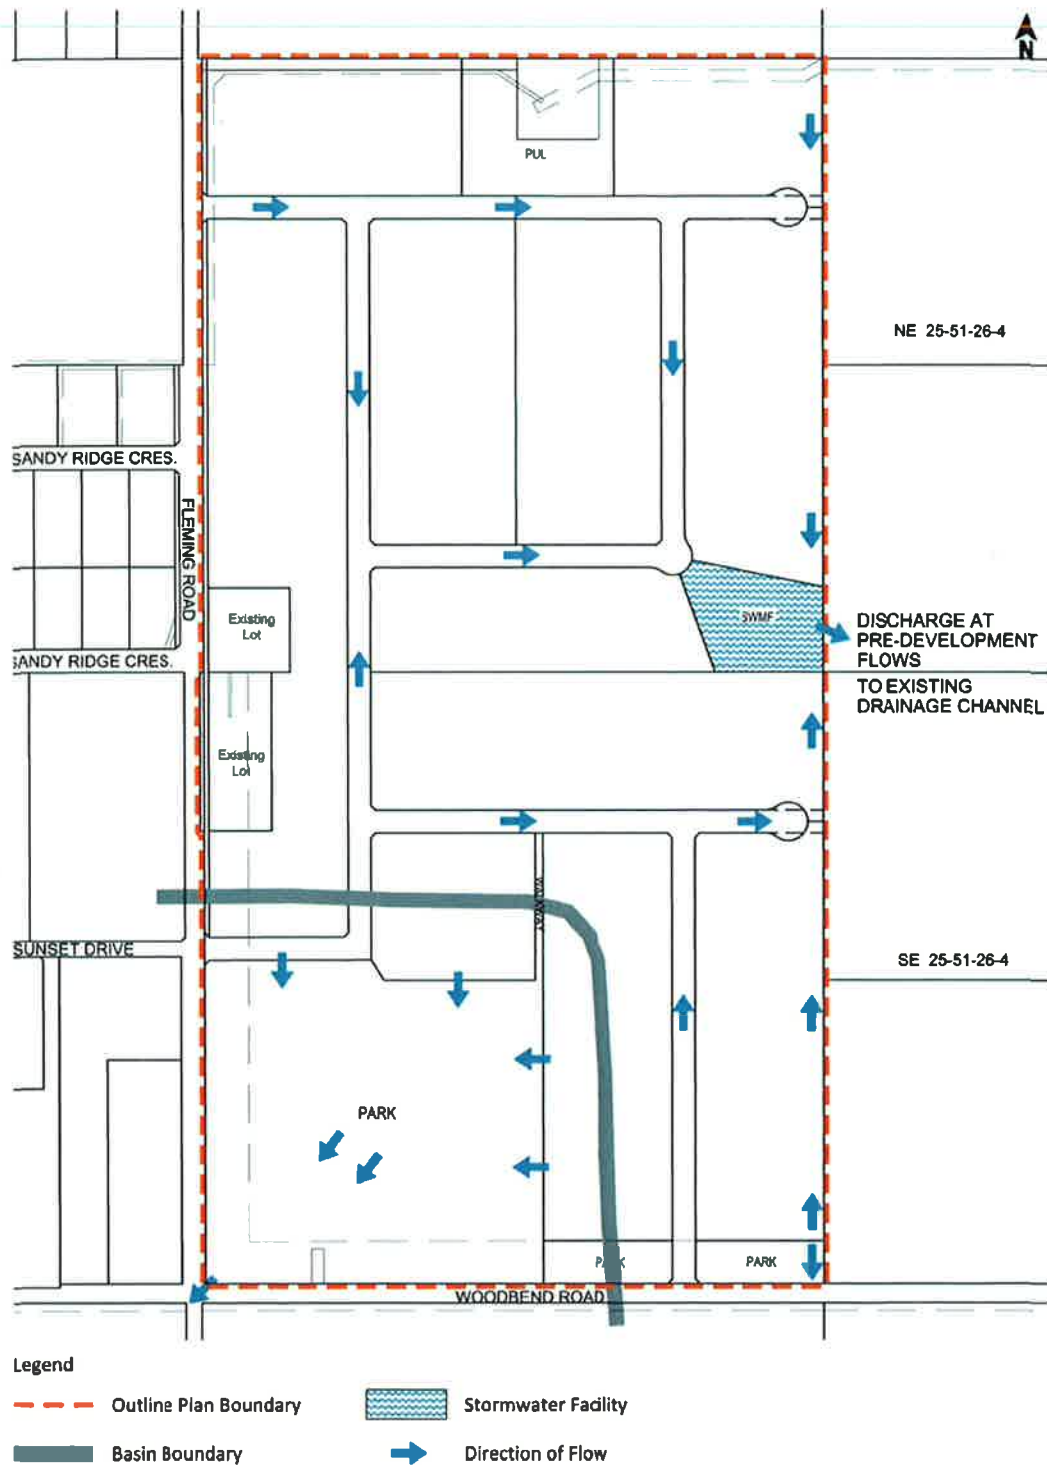 N
PUL
NE 25-51-26-4
SANDY RIDGE CRES.
FLEMING ROAD
Existing
Lot
SWMF
DISCHARGE AT
PRE-DEVELOPMENT
FLOWS
SANDY RIDGE CRES.
TO EXISTING
DRAINAGE CHANNEL
Existing
Lot
WALKWAY
SUNSET DRIVE
SE 25-51-26-4
PARK
PARK
PARK
WOODBEND ROAD
Legend
Outline Plan Boundary
Stormwater Facility
Basin Boundary
Direction of Flow